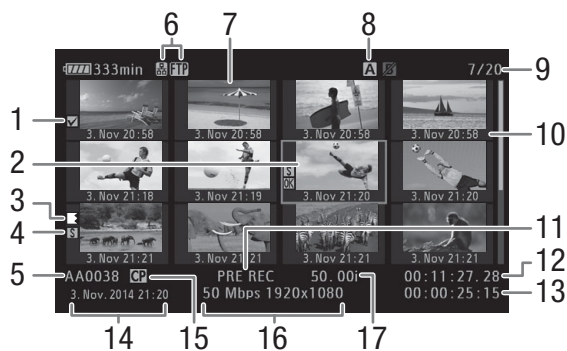 6 7 8
333min FTP A 7/20 9
1 3. Nov 20:58 3. Nov 20:58 3. Nov 20:58 3. Nov 20:58 10
2 S OK
3. Nov 21:18 3. Nov 21:19 3. Nov 21:20 3. Nov 21:20
3
4 S
3. Nov 21:21 3. Nov 21:21 3. Nov 21:21 3. Nov 21:21 11
5 AA0038 CP PRE REC 50.00i 00:11:27.28 12
3. Nov.2014 21:20 50 Mbps 1920x1080 00:00:25:15 13
14 15 16 17